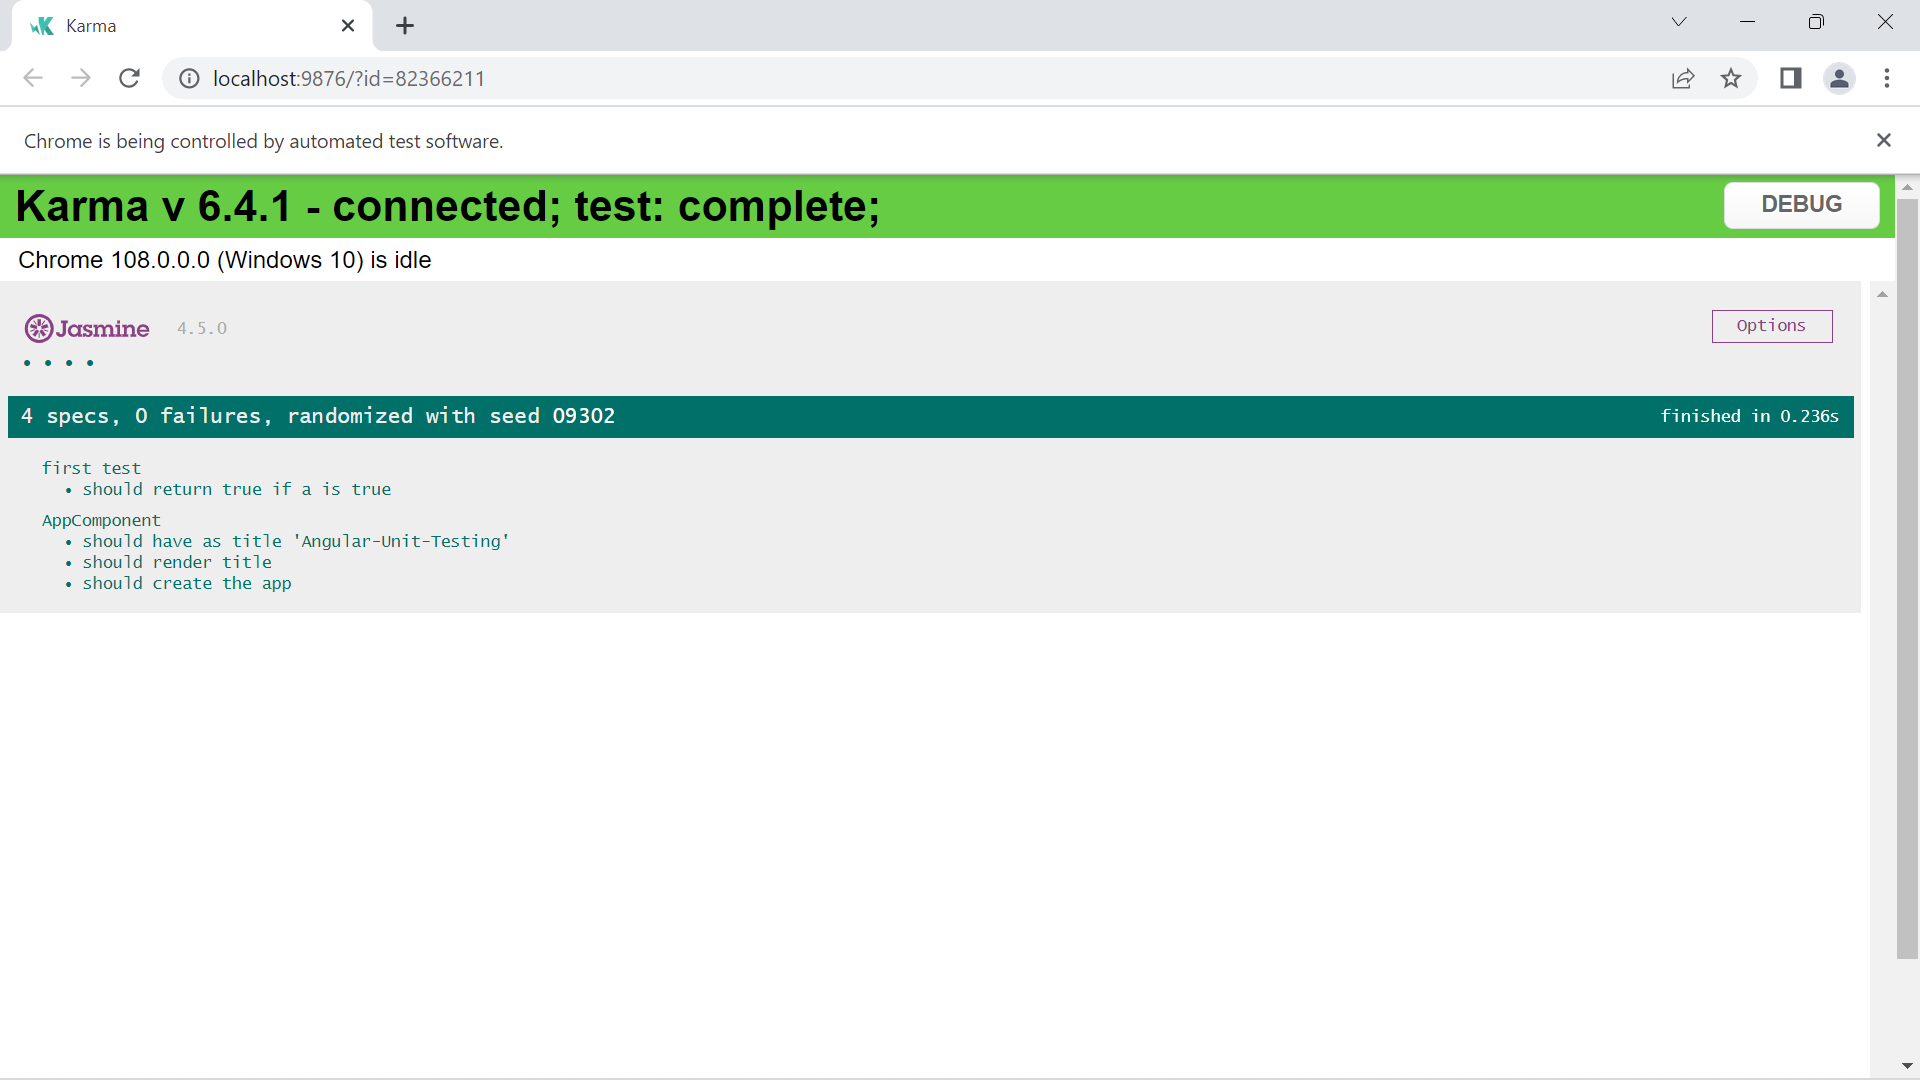 Karma
localhost:9876/?id=82366211
Chrome is being controlled by automated test software.
Karma v 6.4.1 - connected; test: complete;
DEBUG
Chrome 108.0.0.0 (Windows 10) is idle
Jasmine 4.5.0
Options
• • • •
4 specs, 0 failures, randomized with seed 09302
finished in 0.236s
first test
• should return true if a is true
AppComponent
• should have as title 'Angular-Unit-Testing'
• should render title
• should create the app